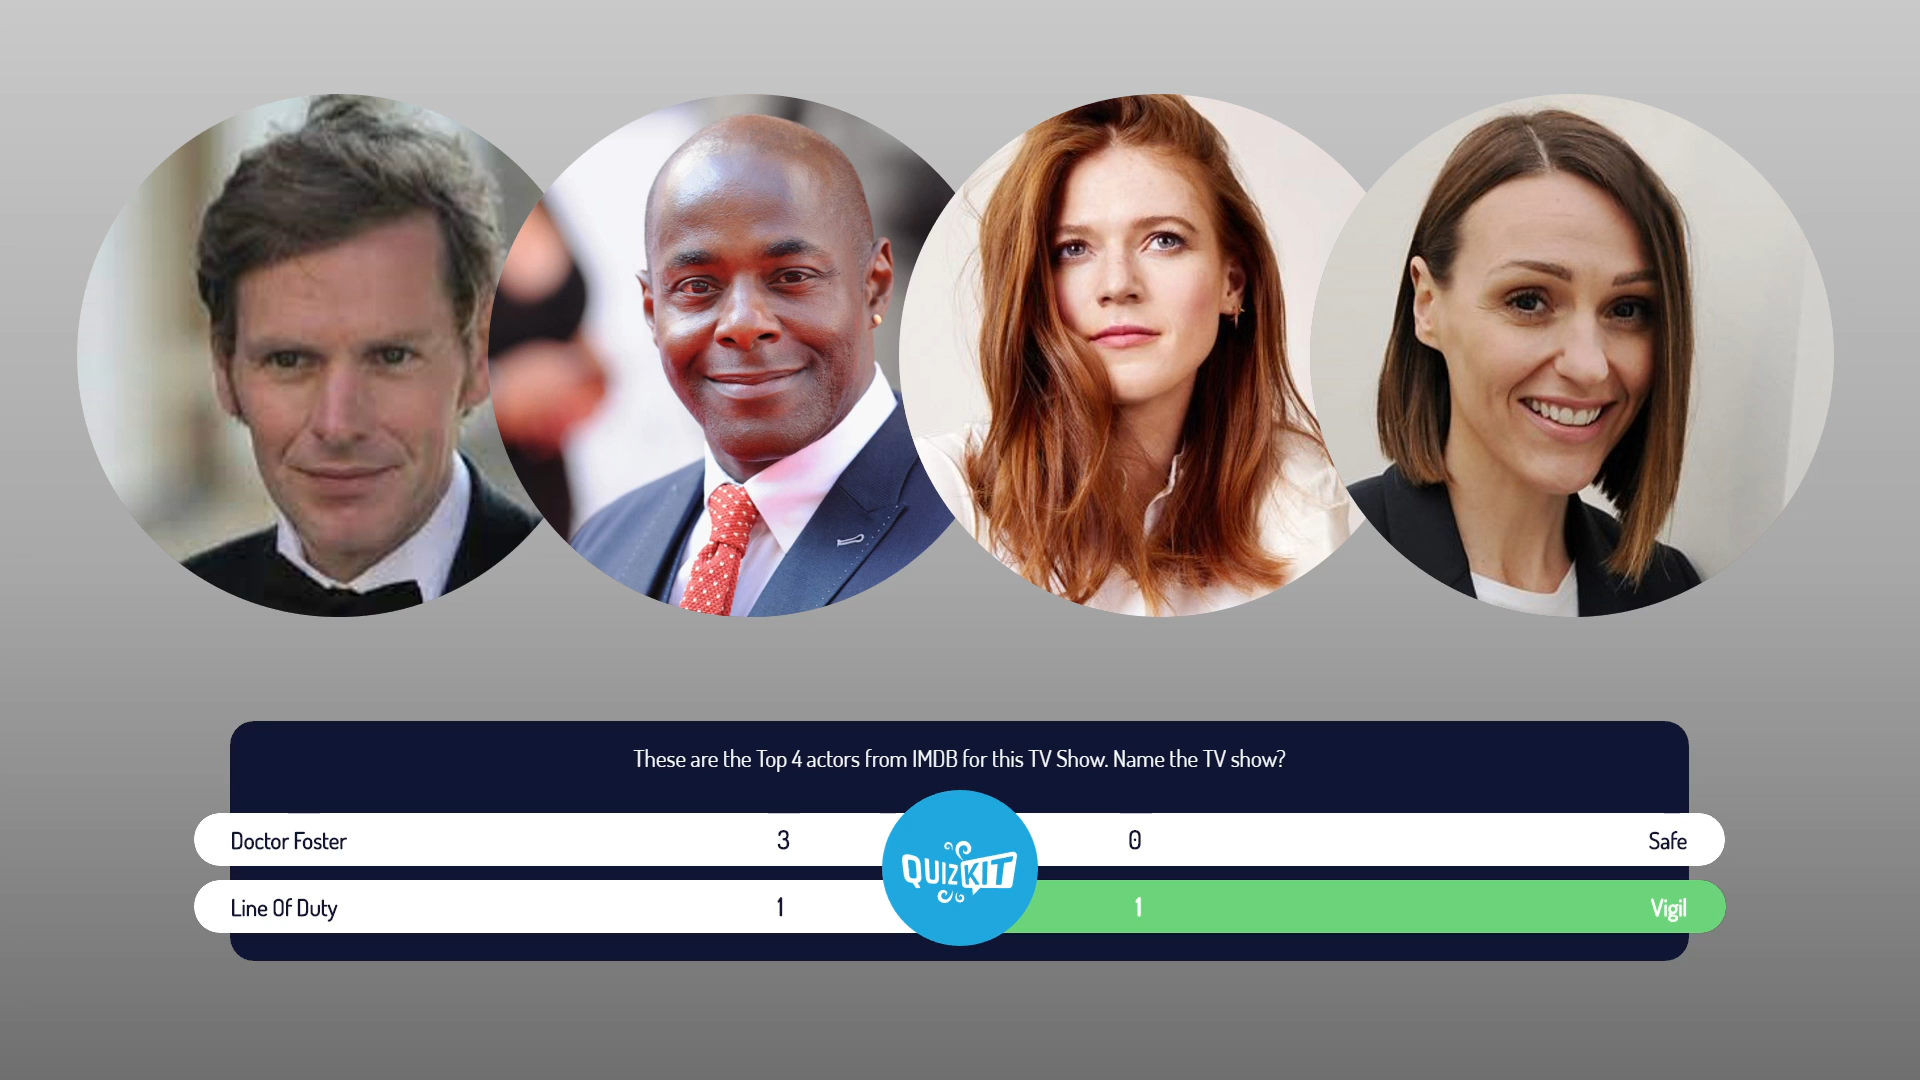 These are the Top 4 actors from IMDB for this TV Show. Name the TV show?
Doctor Foster 3
0 Safe
QUIZKIT
Line Of Duty 1
1 Vigil